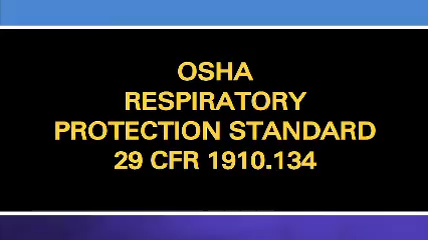 OSHA
RESPIRATORY
PROTECTION STANDARD
29 CFR 1910.134